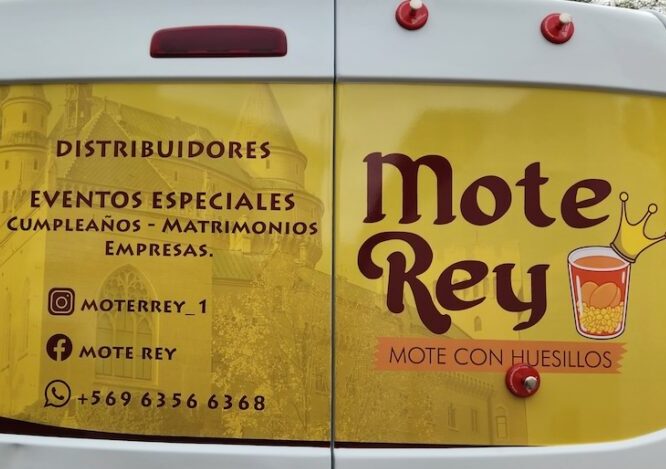 DISTRIBUIDORES
EVENTOS ESPECIALES
CUMPLEAÑOS - MATRIMONIOS
EMPRESAS.
MOTERREY_1
MOTE REY
+569 6356 6368
Mote
Rey
MOTE CON HUESILLOS